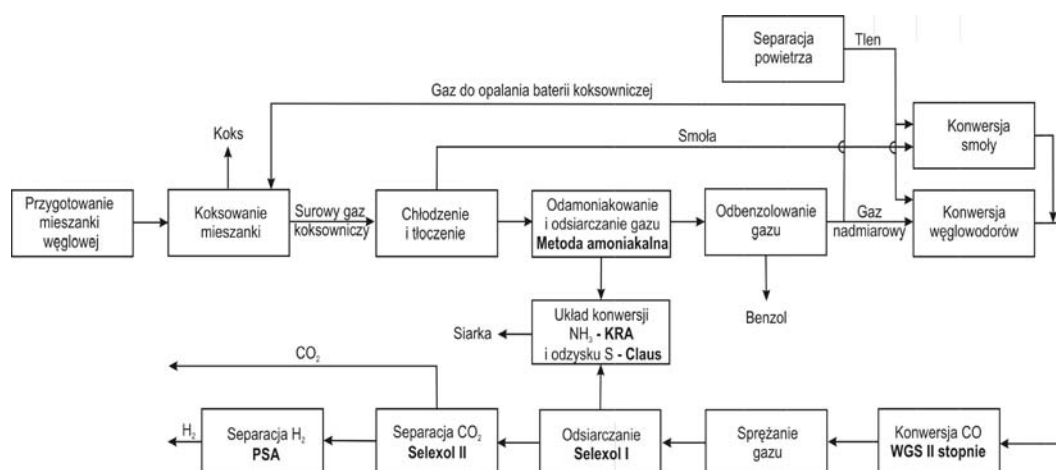 Separacja
powietrza
Tlen
Gaz do opalania baterii koksowniczej
Koks
Smoła
Konwersja
smoły
Przygotowanie
mieszanki
węglowej
Koksowanie
mieszanki
Surowy gaz
koksowniczy
Chłodzenie
i tłoczenie
Odamoniakowanie
i odsiarczanie gazu
Metoda amoniakalna
Odbenzolowanie
gazu
Gaz
nadmiarowy
Konwersja
węglowodorów
Siarka
Układ konwersji
NH₃ - KRA
i odzysku S - Claus
Benzol
CO₂
H₂
Separacja H₂
PSA
Separacja CO₂
Selexol II
Odsiarczanie
Selexol I
Sprężanie
gazu
Konwersja CO
WGS II stopnie